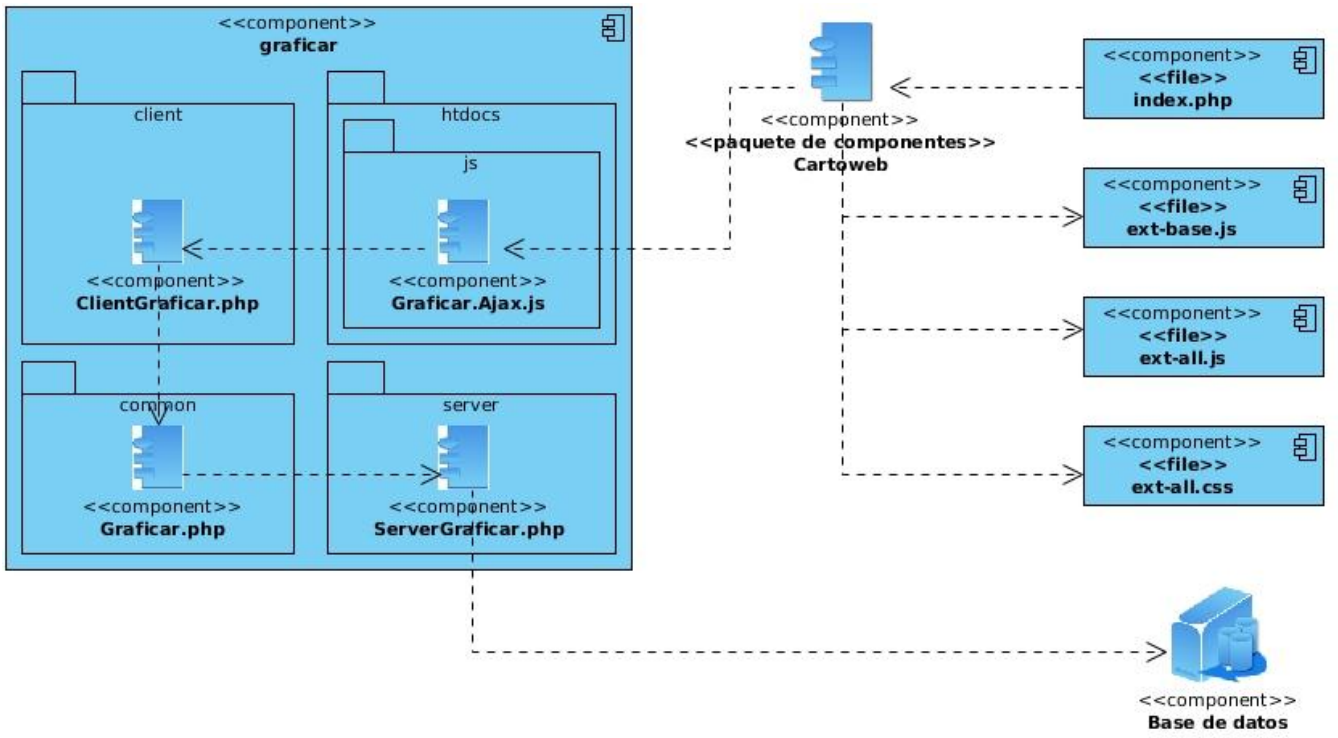 <<component>>
graficar
client
htdocs
js
<<component>>
ClientGraficar.php
<<component>>
Graficar.Ajax.js
common
server
<<component>>
Graficar.php
<<component>>
ServerGraficar.php
<<component>>
<<paquete de componentes>>
Cartoweb
<<component>>
<<file>>
index.php
<<component>>
<<file>>
ext-base.js
<<component>>
<<file>>
ext-all.js
<<component>>
<<file>>
ext-all.css
<<component>>
Base de datos